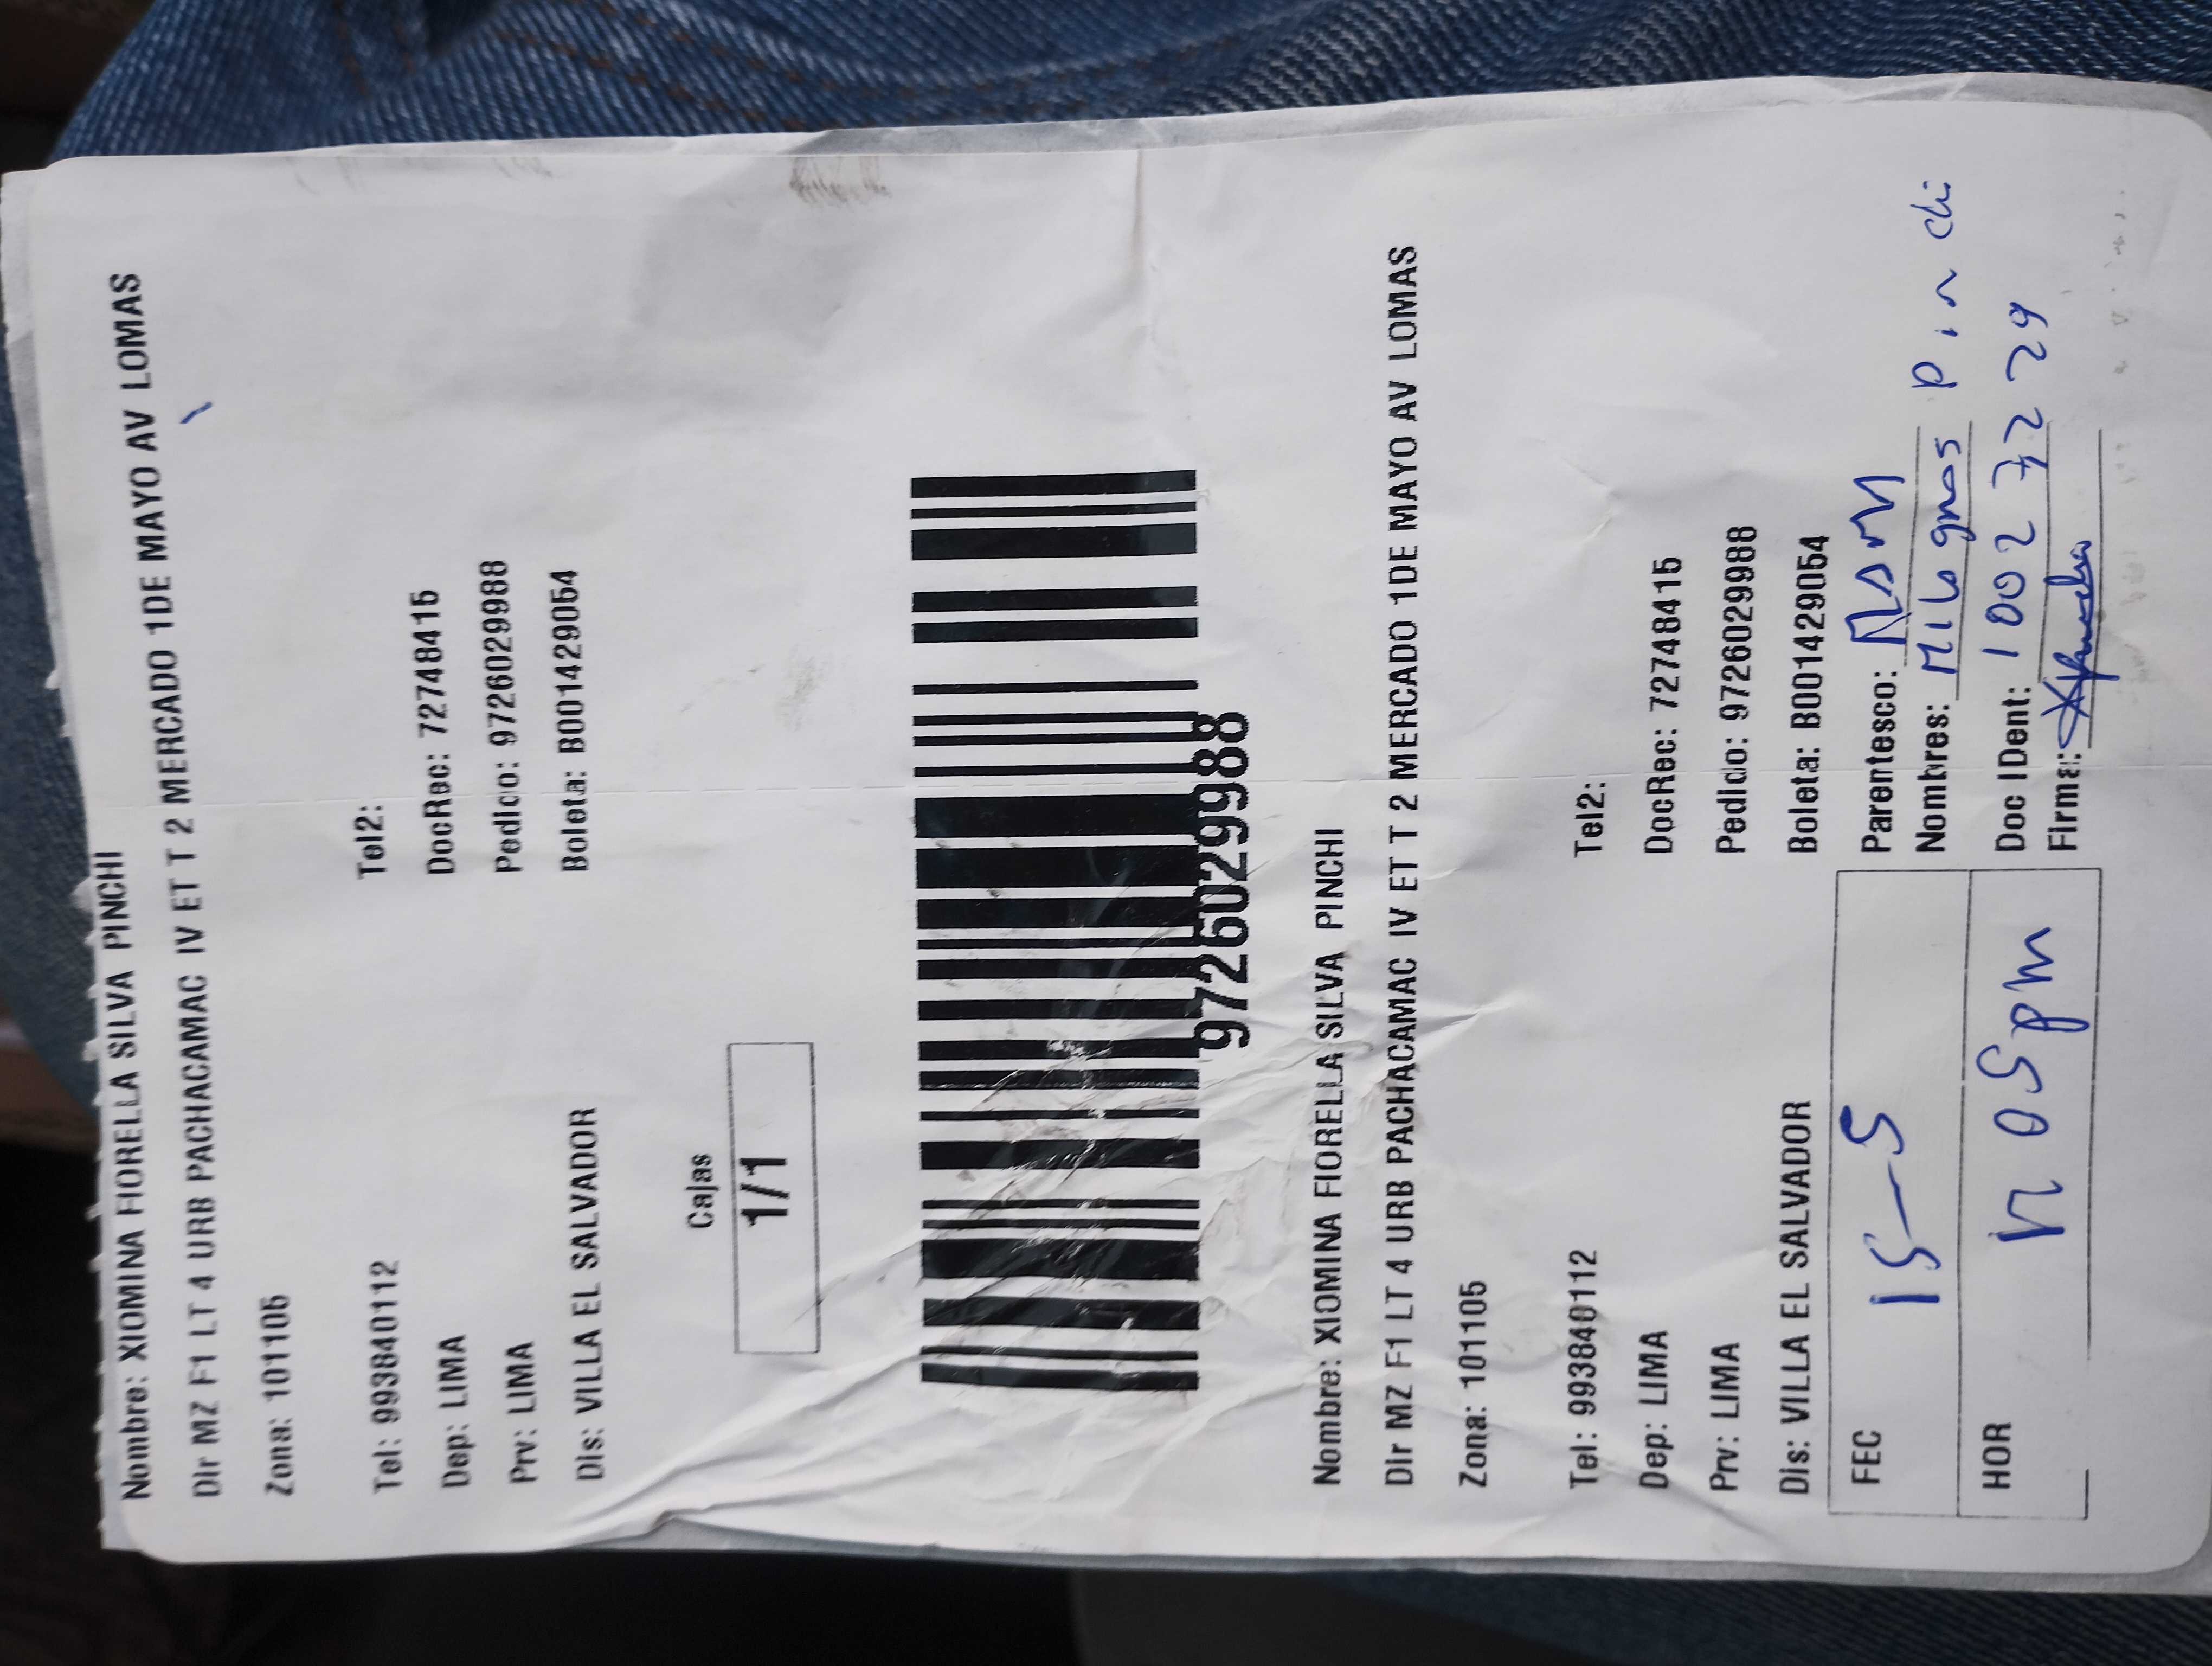 Nombre: XIOMINA FIORELLA SILVA PINCHI
Dir MZ F1 LT 4 URB PACHACAMAC IV ET T 2 MERCADO 1DE MAYO AV LOMAS
Zona: 101105
Tel: 993840112 Tel2:
Dep: LIMA DocRec: 72748415
Prv: LIMA Pedido: 9726029988
Dis: VILLA EL SALVADOR Boleta: B001429054
Cajas
1/1
9726029988
Nombre: XIOMINA FIORELLA SILVA PINCHI
Dir MZ F1 LT 4 URB PACHACAMAC IV ET T 2 MERCADO 1DE MAYO AV LOMAS
Zona: 101105
Tel: 993840112 Tel2:
Dep: LIMA DocRec: 72748415
Prv: LIMA Pedido: 9726029988
Dis: VILLA EL SALVADOR Boleta: B001429054
FEC 15-5 Parentesco:
Nombres: Milagros Pinchi
HOR Doc IDent: 10027229
Firma: